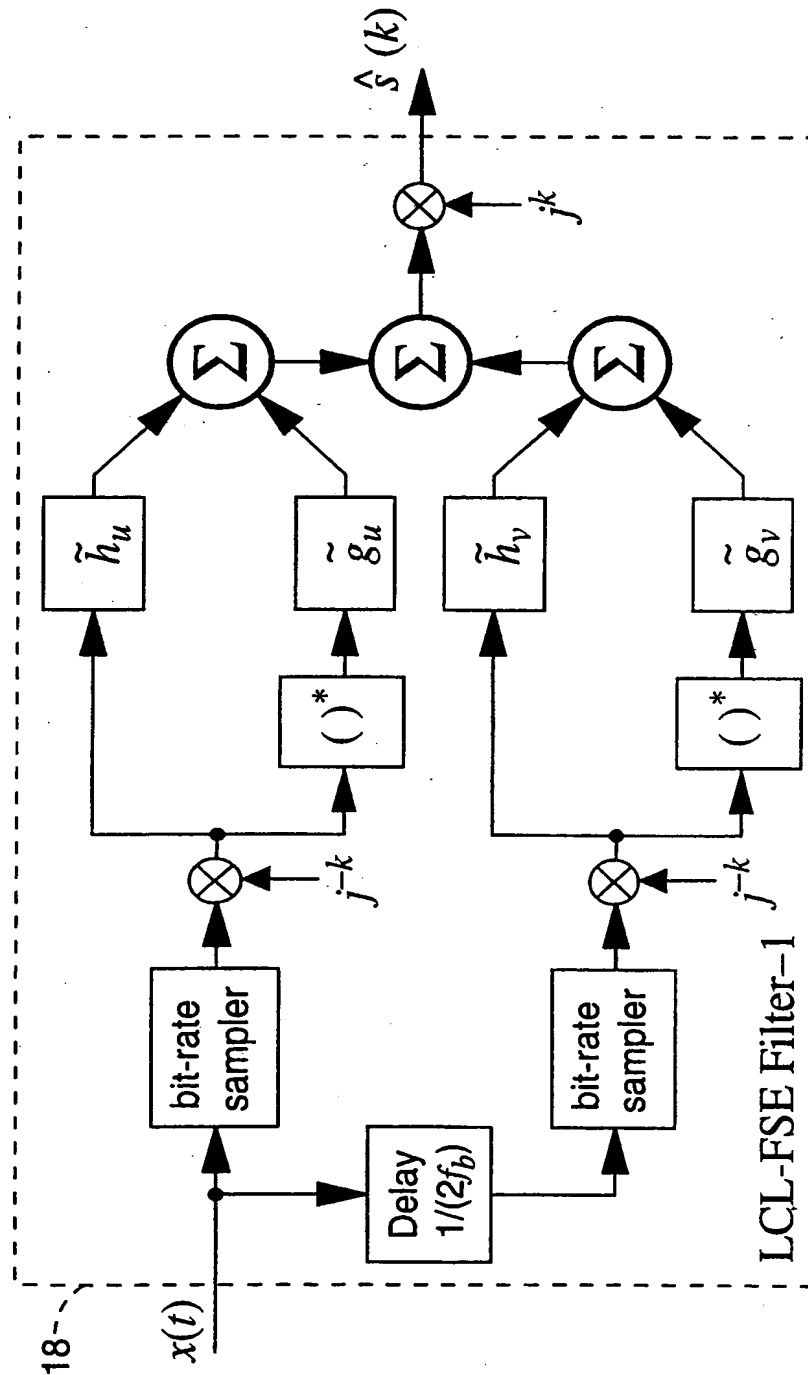 18
x(t)
bit-rate
sampler
j^{-k}
h̃_u
( )*
g̃_u
Σ
Delay
1/(2f_b)
bit-rate
sampler
j^{-k}
h̃_v
( )*
g̃_v
Σ
Σ
j^k
ŝ (k)
LCL-FSE Filter–1